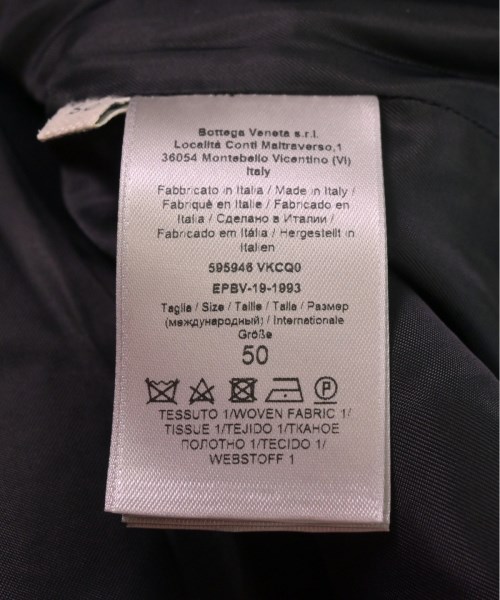 Bottega Veneta s.r.l.
Località Conti Maltraverso,1
36054 Montebello Vicentino (VI)
Italy
Fabbricato in Italia / Made in Italy /
Fabriqué en Italie / Fabricado en
Italia / Сделано в Италии /
Fabricado em Itália / Hergestellt in
Italien
595946 VKCQ0
EPBV-19-1993
Taglia / Size / Taille / Talla / Размер
(международный) / Internationale
Größe
50
P
TESSUTO 1/WOVEN FABRIC 1/
TISSUE 1/TEJIDO 1/ТКАНОЕ
ПОЛОТНО 1/TECIDO 1/
WEBSTOFF 1